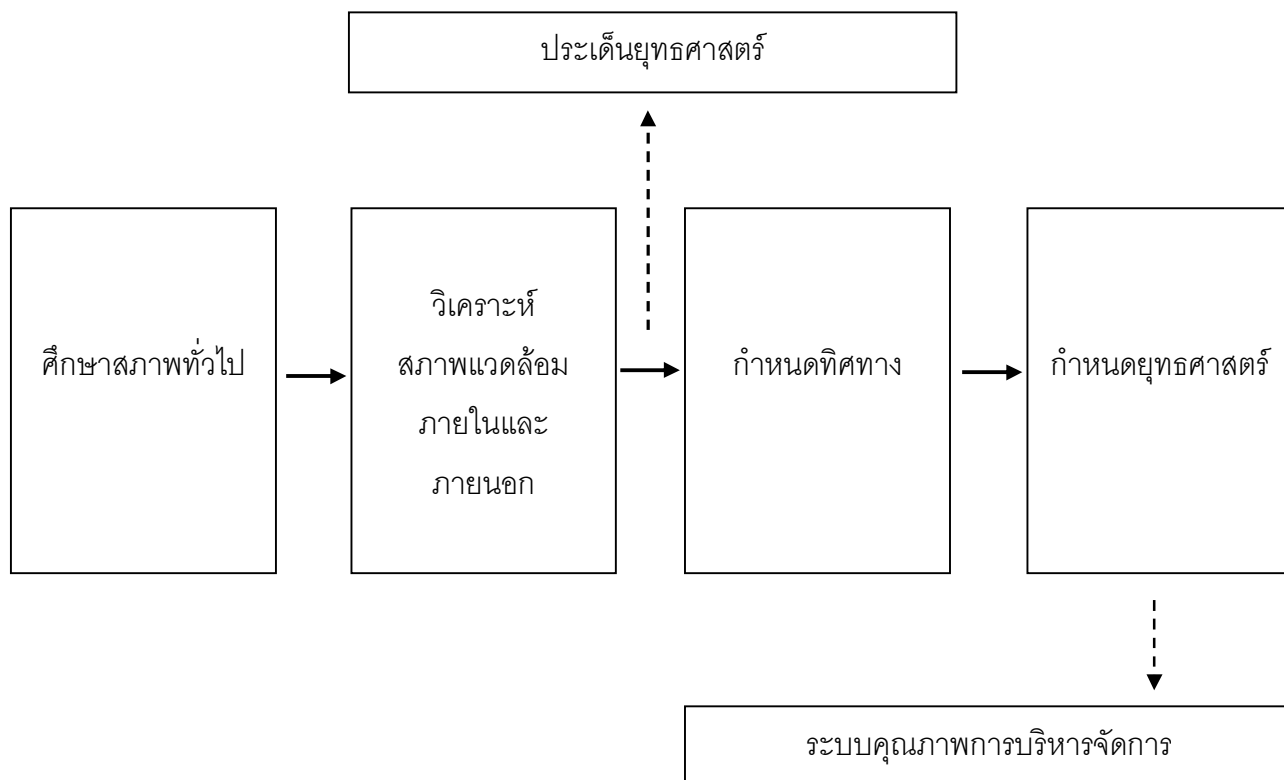 ประเด็นยุทธศาสตร์
ศึกษาสภาพทั่วไป
วิเคราะห์
สภาพแวดล้อม
ภายในและ
ภายนอก
กำหนดทิศทาง
กำหนดยุทธศาสตร์
ระบบคุณภาพการบริหารจัดการ